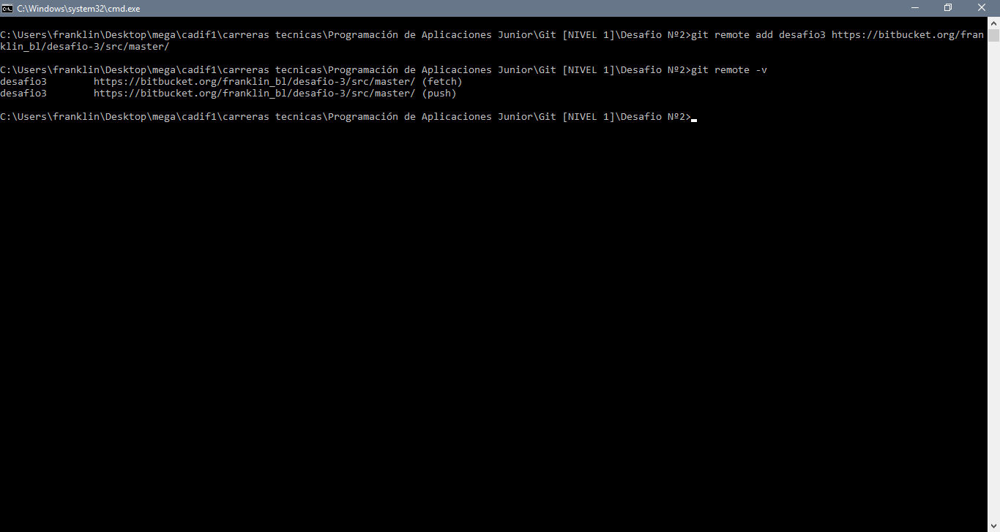 C:\Windows\system32\cmd.exe
C:\Users\franklin\Desktop\mega\cadif1\carreras tecnicas\Programación de Aplicaciones Junior\Git [NIVEL 1]\Desafio Nº2>git remote add desafio3 https://bitbucket.org/fran
klin_bl/desafio-3/src/master/
C:\Users\franklin\Desktop\mega\cadif1\carreras tecnicas\Programación de Aplicaciones Junior\Git [NIVEL 1]\Desafio Nº2>git remote -v
desafio3        https://bitbucket.org/franklin_bl/desafio-3/src/master/ (fetch)
desafio3        https://bitbucket.org/franklin_bl/desafio-3/src/master/ (push)
C:\Users\franklin\Desktop\mega\cadif1\carreras tecnicas\Programación de Aplicaciones Junior\Git [NIVEL 1]\Desafio Nº2>